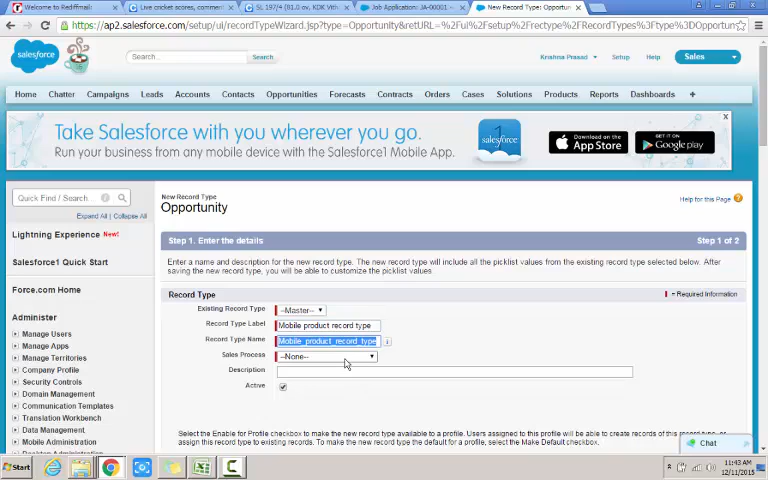 Welcome to Rediffmail:
Live cricket scores, comment
SL 197/4 (81.0 ov, KDK Vith
Job Application: JA-00001
New Record Type: Opportun
https://ap2.salesforce.com/setup/ui/recordTypeWizard.jsp?type=Opportunity&retURL=%2Fui%2Fsetup%2Frectype%2FRecordTypes%3Ftype%3DOpportun
salesforce
Search...
Search
Krishna Prasad
Setup
Help
Sales
Home Chatter Campaigns Leads Accounts Contacts Opportunities Forecasts Contracts Orders Cases Solutions Products Reports Dashboards +
Take Salesforce with you wherever you go.
Run your business from any mobile device with the Salesforce1 Mobile App.
salesforce
Download on the
App Store
GET IT ON
Google play
X
Quick Find / Search...
Expand All | Collapse All
Lightning Experience New!
Salesforce1 Quick Start
Force.com Home
Administer
Manage Users
Manage Apps
Manage Territories
Company Profile
Security Controls
Domain Management
Communication Templates
Translation Workbench
Data Management
Mobile Administration
New Record Type
Opportunity
Help for this Page
Step 1. Enter the details
Step 1 of 2
Enter a name and description for the new record type. The new record type will include all the picklist values from the existing record type selected below. After
saving the new record type, you will be able to customize the picklist values.
Record Type
= Required Information
Existing Record Type --Master--
Record Type Label Mobile product record type
Record Type Name Mobile_product_record_type
Sales Process --None--
Description
Active
Select the Enable for Profile checkbox to make the new record type available to a profile. Users assigned to this profile will be able to create records of this record type, or
assign this record type to existing records. To make the new record type the default for a profile, select the Make Default checkbox.
Chat
Start
11:43 AM
12/11/2015